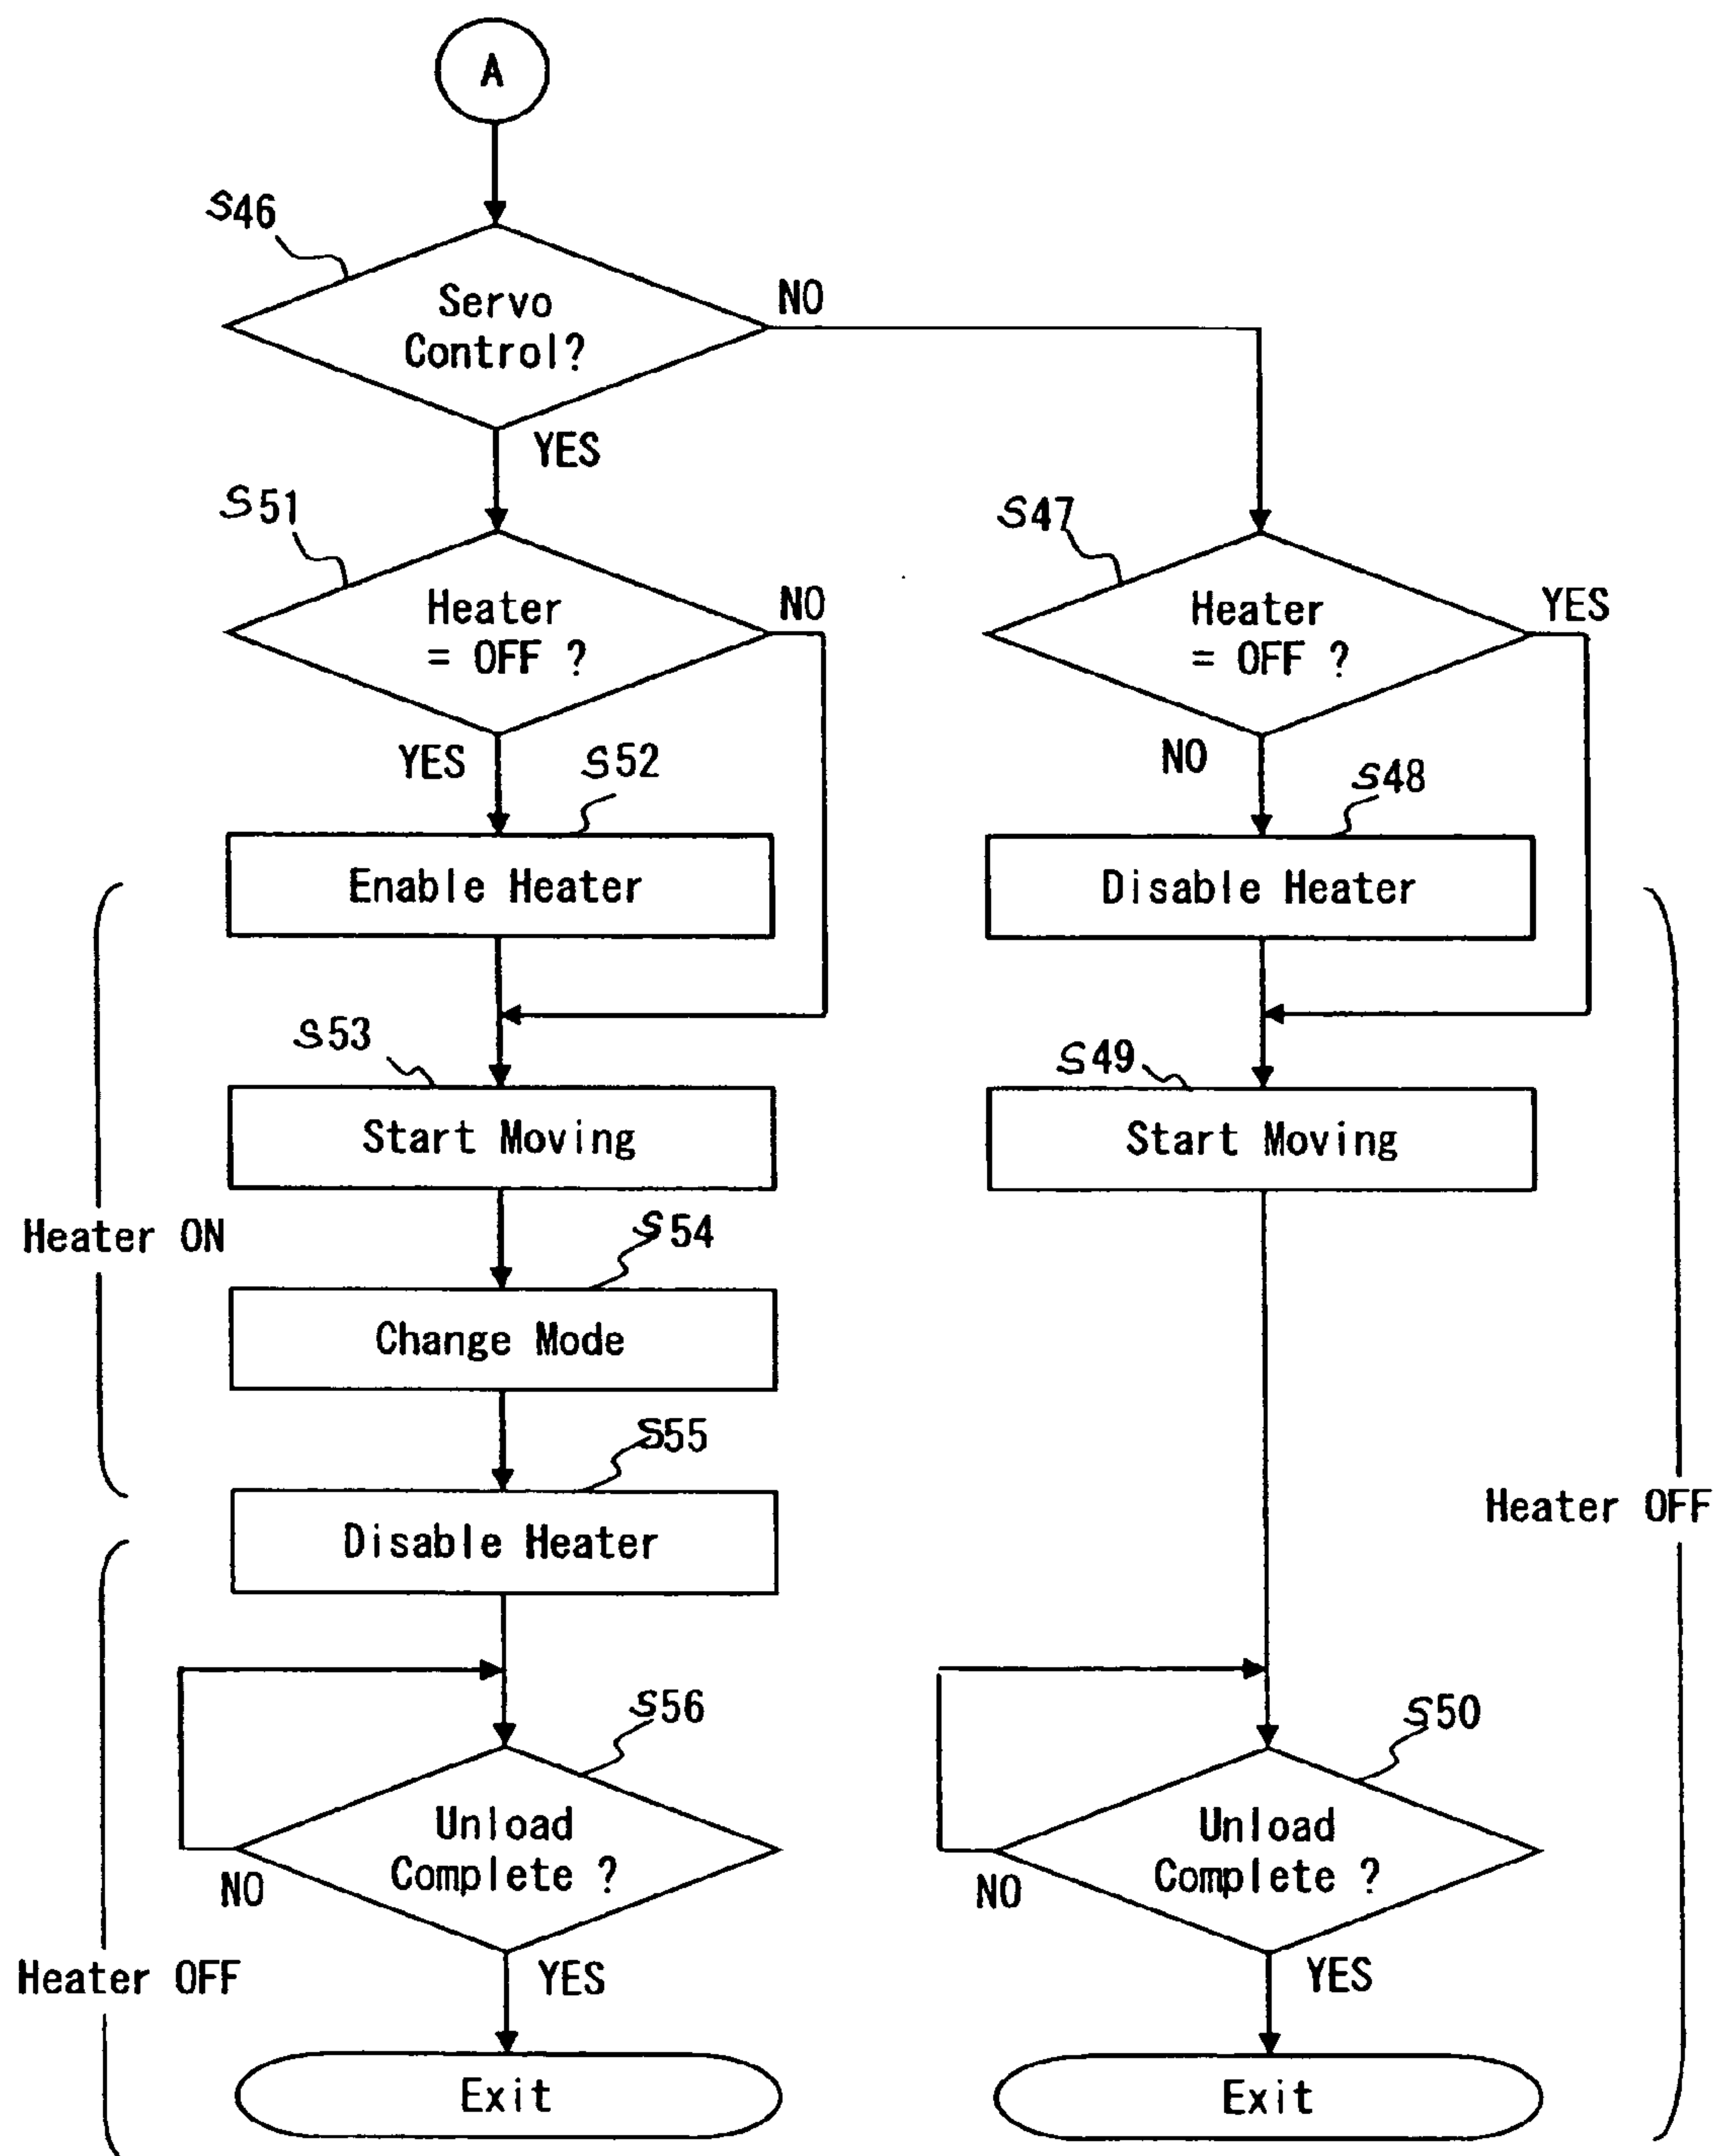 A
S46
Servo
Control?
NO
YES
S51
Heater
= OFF ?
NO
YES
S47
Heater
= OFF ?
YES
NO
S52
Enable Heater
S48
Disable Heater
S53
Start Moving
S49
Start Moving
Heater ON
S54
Change Mode
S55
Disable Heater
Heater OFF
S56
Unload
Complete ?
NO
YES
S50
Unload
Complete ?
NO
YES
Heater OFF
Exit
Exit